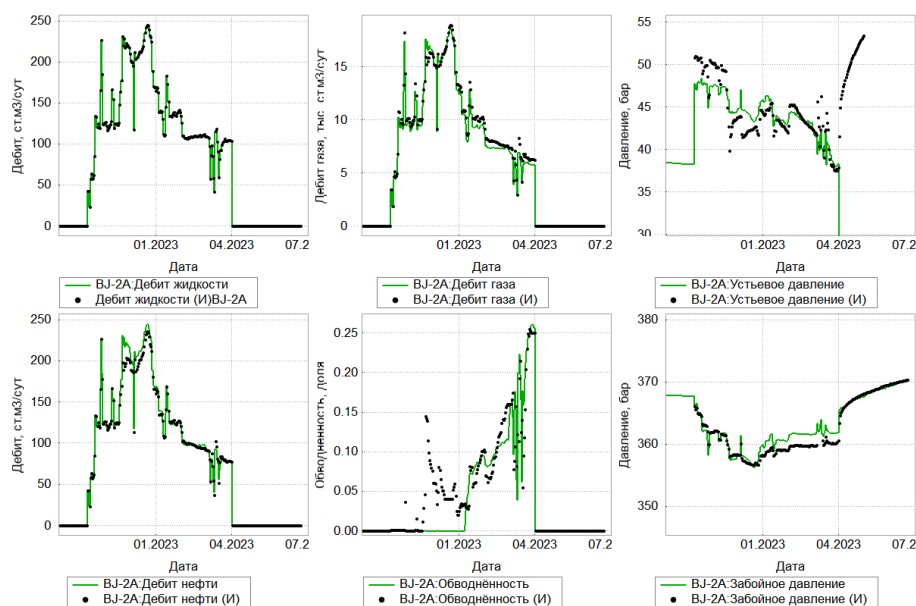 Дебит, ст.м3/сут
250
200
150
100
50
0
01.2023
04.2023
07.2
Дата
BJ-2A:Дебит жидкости
Дебит жидкости (И)BJ-2A
Дебит газа, тыс. ст.м3/сут
15
10
5
0
01.2023
04.2023
Дата
BJ-2A:Дебит газа
BJ-2A:Дебит газа (И)
Давление, бар
55
50
45
40
35
30
01.2023
04.2023
07.2
Дата
BJ-2A:Устьевое давление
BJ-2A:Устьевое давление (И)
Дебит, ст.м3/сут
250
200
150
100
50
0
01.2023
04.2023
07.2
Дата
BJ-2A:Дебит нефти
BJ-2A:Дебит нефти (И)
Обводненность, доля
0.25
0.20
0.15
0.10
0.05
0.00
01.2023
04.2023
Дата
BJ-2A:Обводнённость
BJ-2A:Обводнённость (И)
Давление, бар
380
370
360
350
01.2023
04.2023
07.2
Дата
BJ-2A:Забойное давление
BJ-2A:Забойное давление (И)